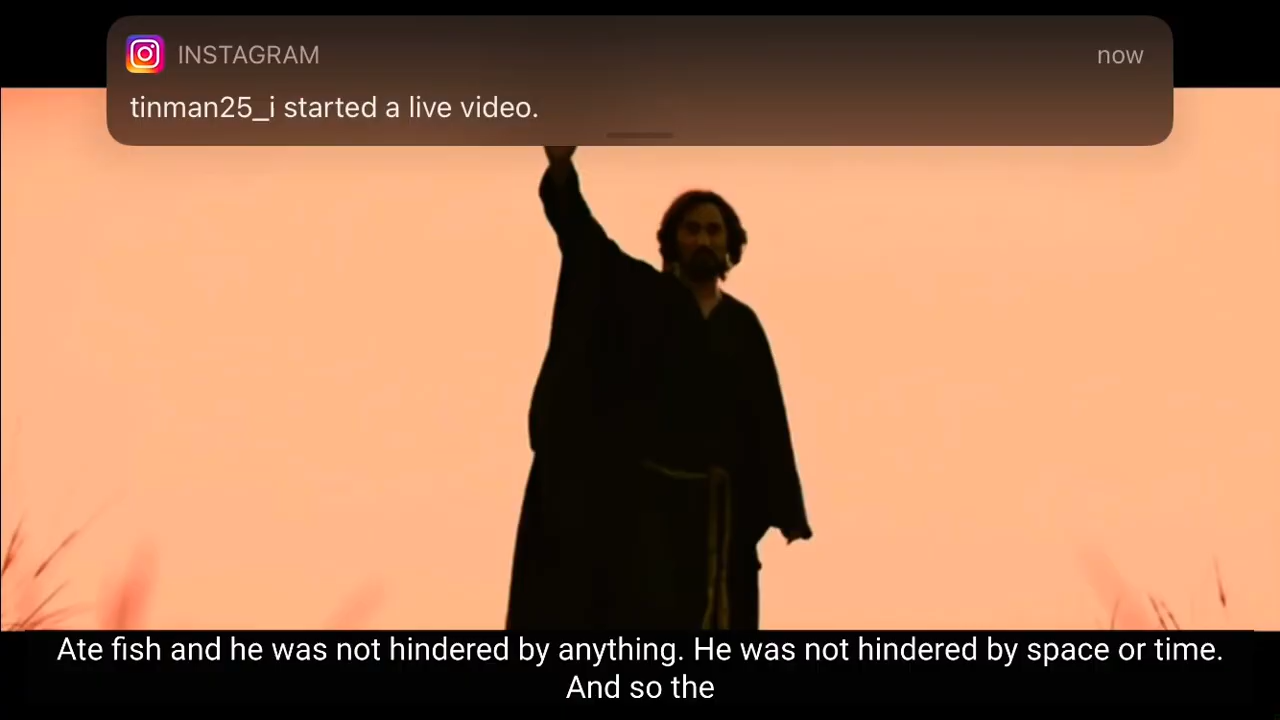 INSTAGRAM now
tinman25_i started a live video.
Ate fish and he was not hindered by anything. He was not hindered by space or time.
And so the